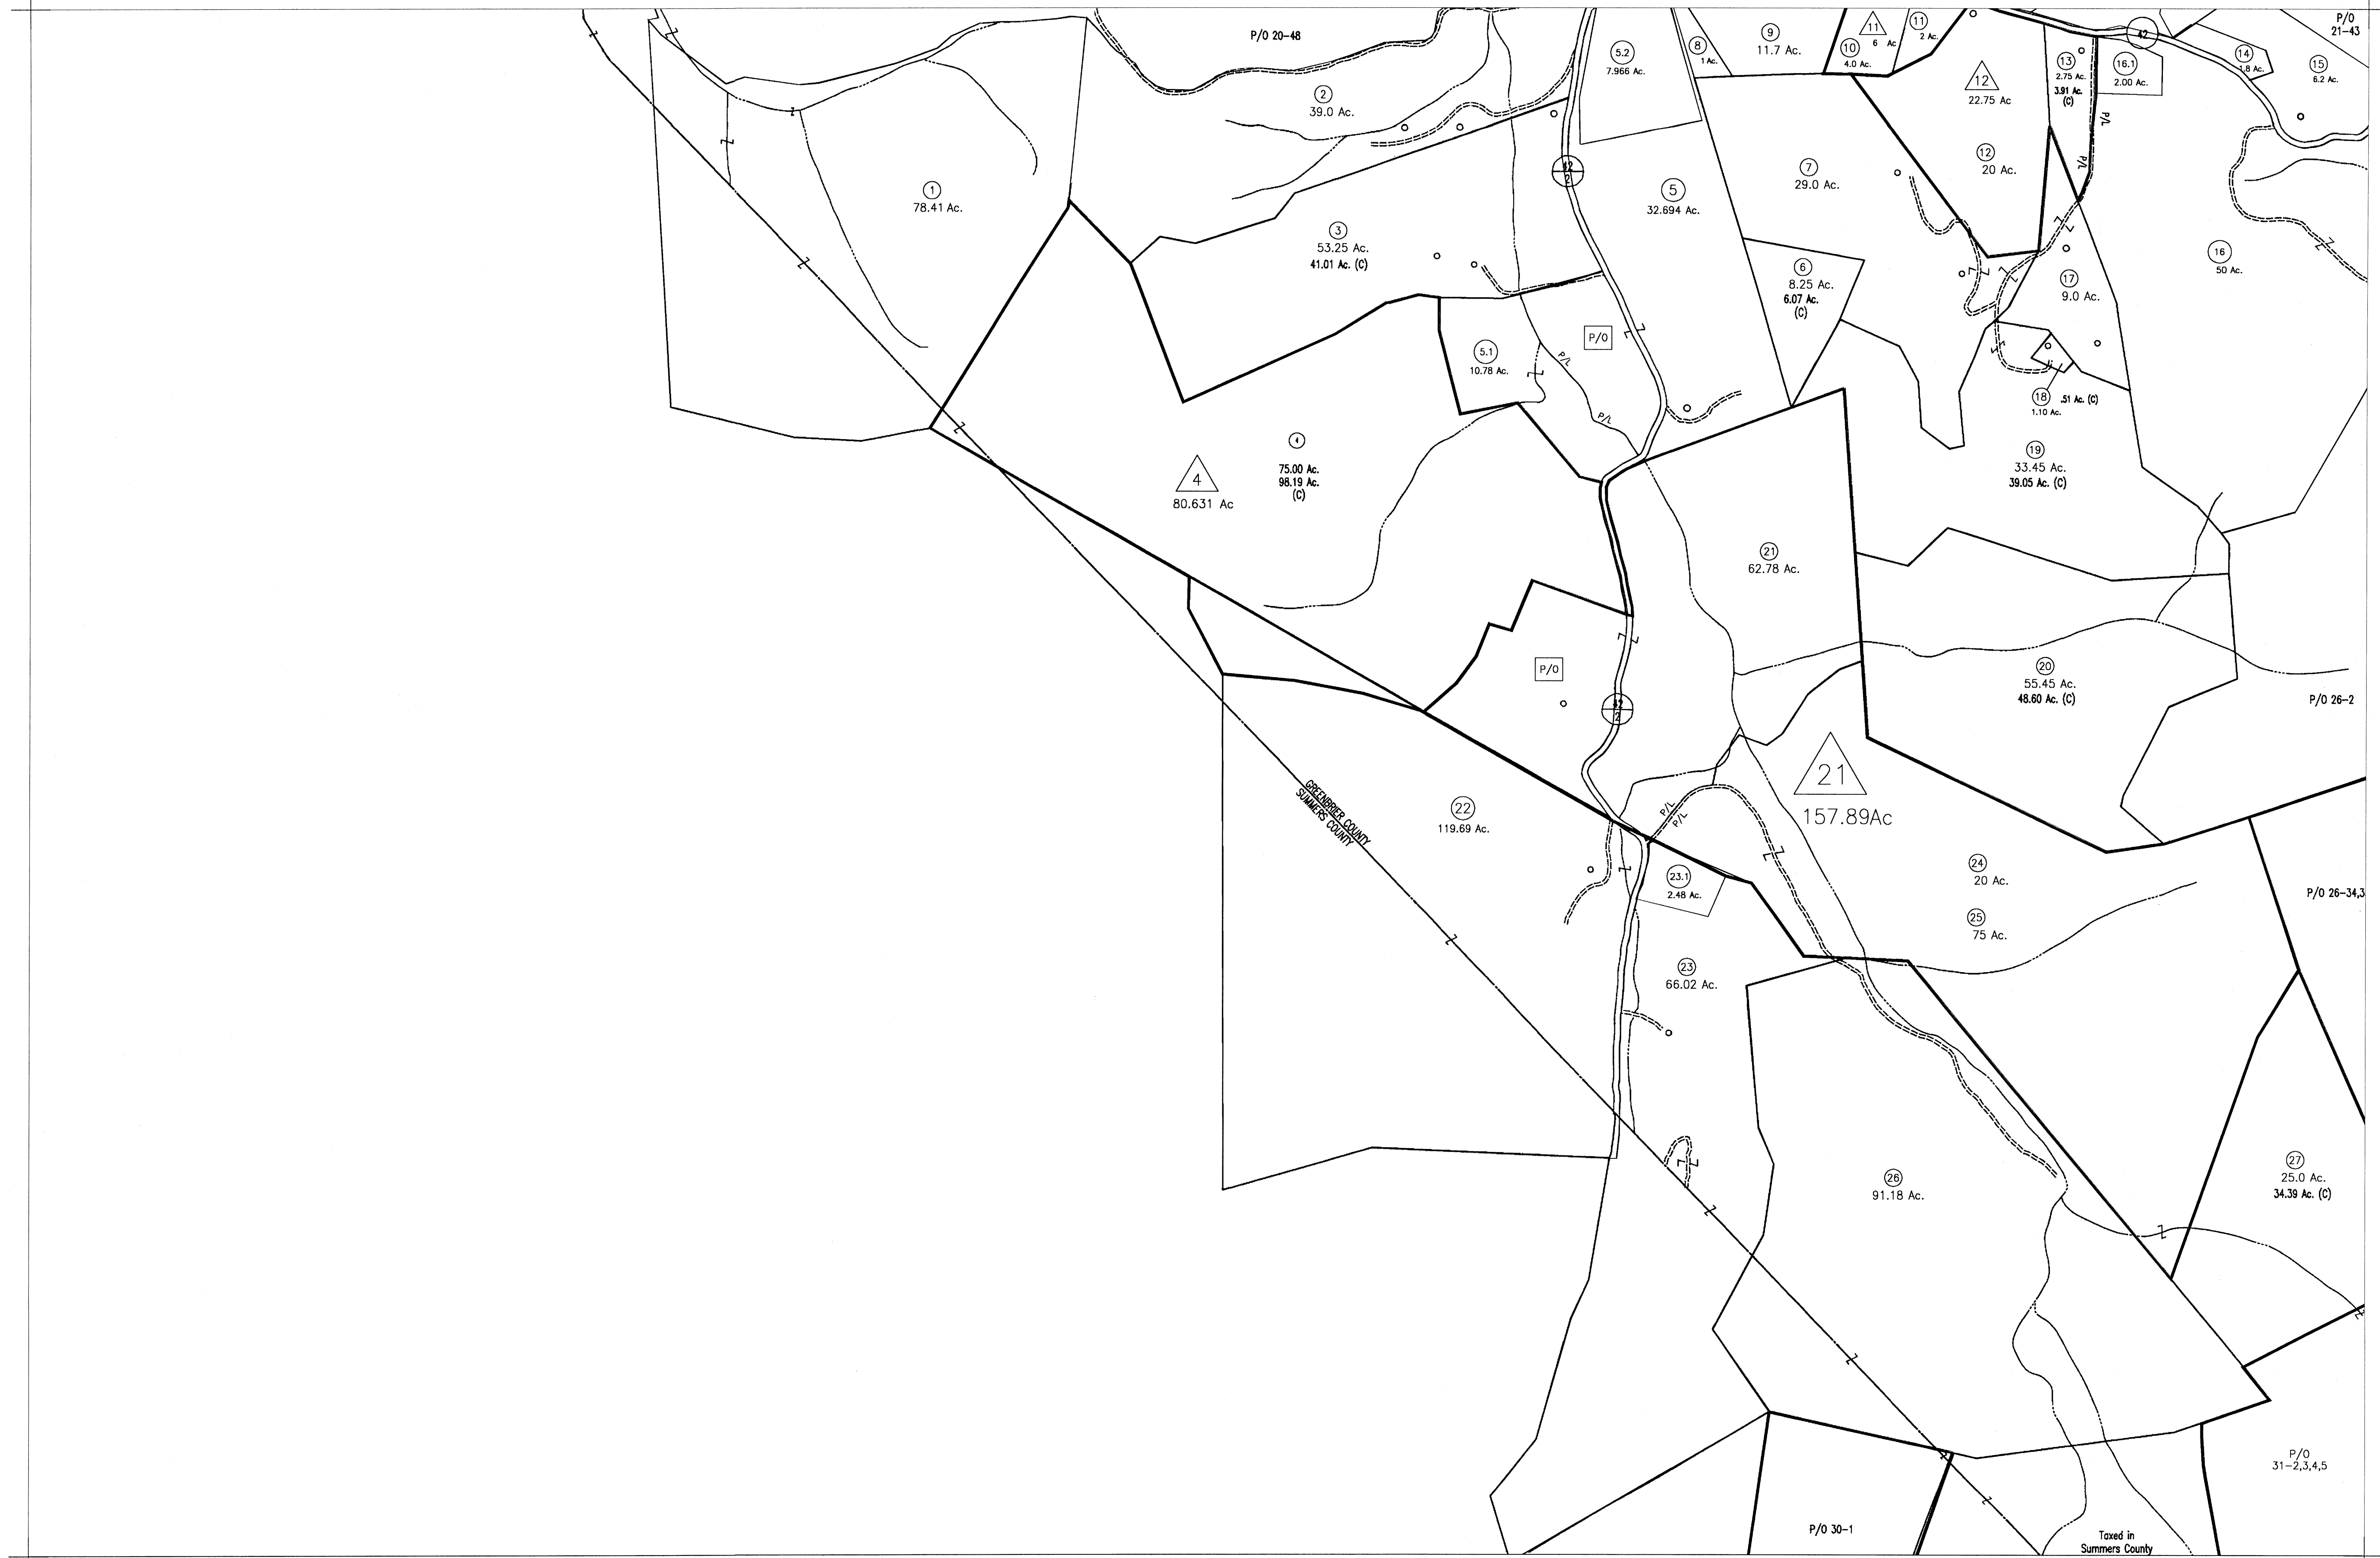 P/O 20-48
5.2
7.966 Ac.
8
1 Ac.
9
11.7 Ac.
10
4.0 Ac.
11
6 Ac
11
2 Ac.
12
22.75 Ac
12
20 Ac.
13
2.75 Ac.
3.91 Ac.
(C)
42
16.1
2.00 Ac.
14
1.8 Ac.
15
6.2 Ac.
P/O
21-43
P/L
P/L
2
39.0 Ac.
1
78.41 Ac.
42
2
5
32.694 Ac.
7
29.0 Ac.
3
53.25 Ac.
41.01 Ac. (C)
6
8.25 Ac.
6.07 Ac.
(C)
16
50 Ac.
17
9.0 Ac.
P/O
5.1
10.78 Ac.
P/L
P/L
18
.51 Ac. (C)
1.10 Ac.
4
80.631 Ac
4
75.00 Ac.
98.19 Ac.
(C)
19
33.45 Ac.
39.05 Ac. (C)
21
62.78 Ac.
P/O
42
2
20
55.45 Ac.
48.60 Ac. (C)
P/O 26-2
21
157.89Ac
GREENBRIER COUNTY
SUMMERS COUNTY
22
119.69 Ac.
P/L
P/L
23.1
2.48 Ac.
24
20 Ac.
25
75 Ac.
P/O 26-34,3
23
66.02 Ac.
26
91.18 Ac.
27
25.0 Ac.
34.39 Ac. (C)
P/O
31-2,3,4,5
P/O 30-1
Taxed in
Summers County